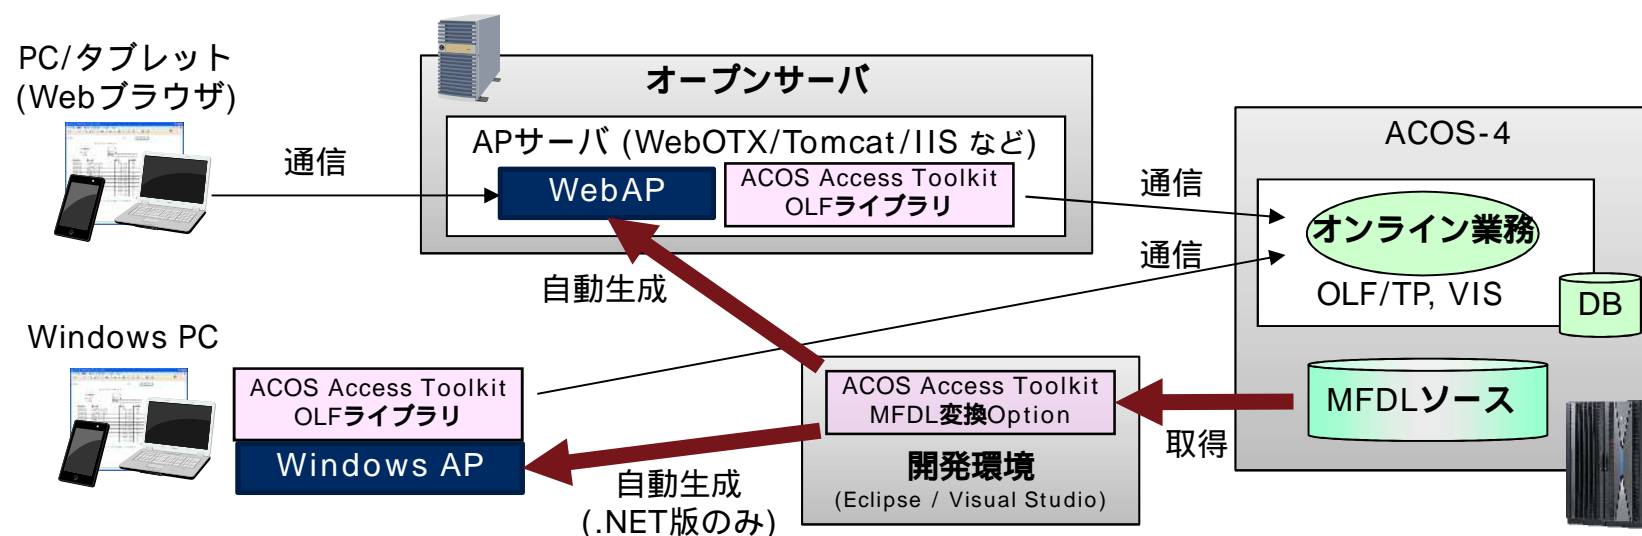 PC/タブレット
(Webブラウザ)
通信
オープンサーバ
APサーバ (WebOTX/Tomcat/IIS など)
WebAP
ACOS Access Toolkit
OLFライブラリ
通信
通信
ACOS-4
オンライン業務
OLF/TP, VIS
DB
自動生成
Windows PC
ACOS Access Toolkit
OLFライブラリ
Windows AP
自動生成
(.NET版のみ)
ACOS Access Toolkit
MFDL変換Option
開発環境
(Eclipse / Visual Studio)
取得
MFDLソース